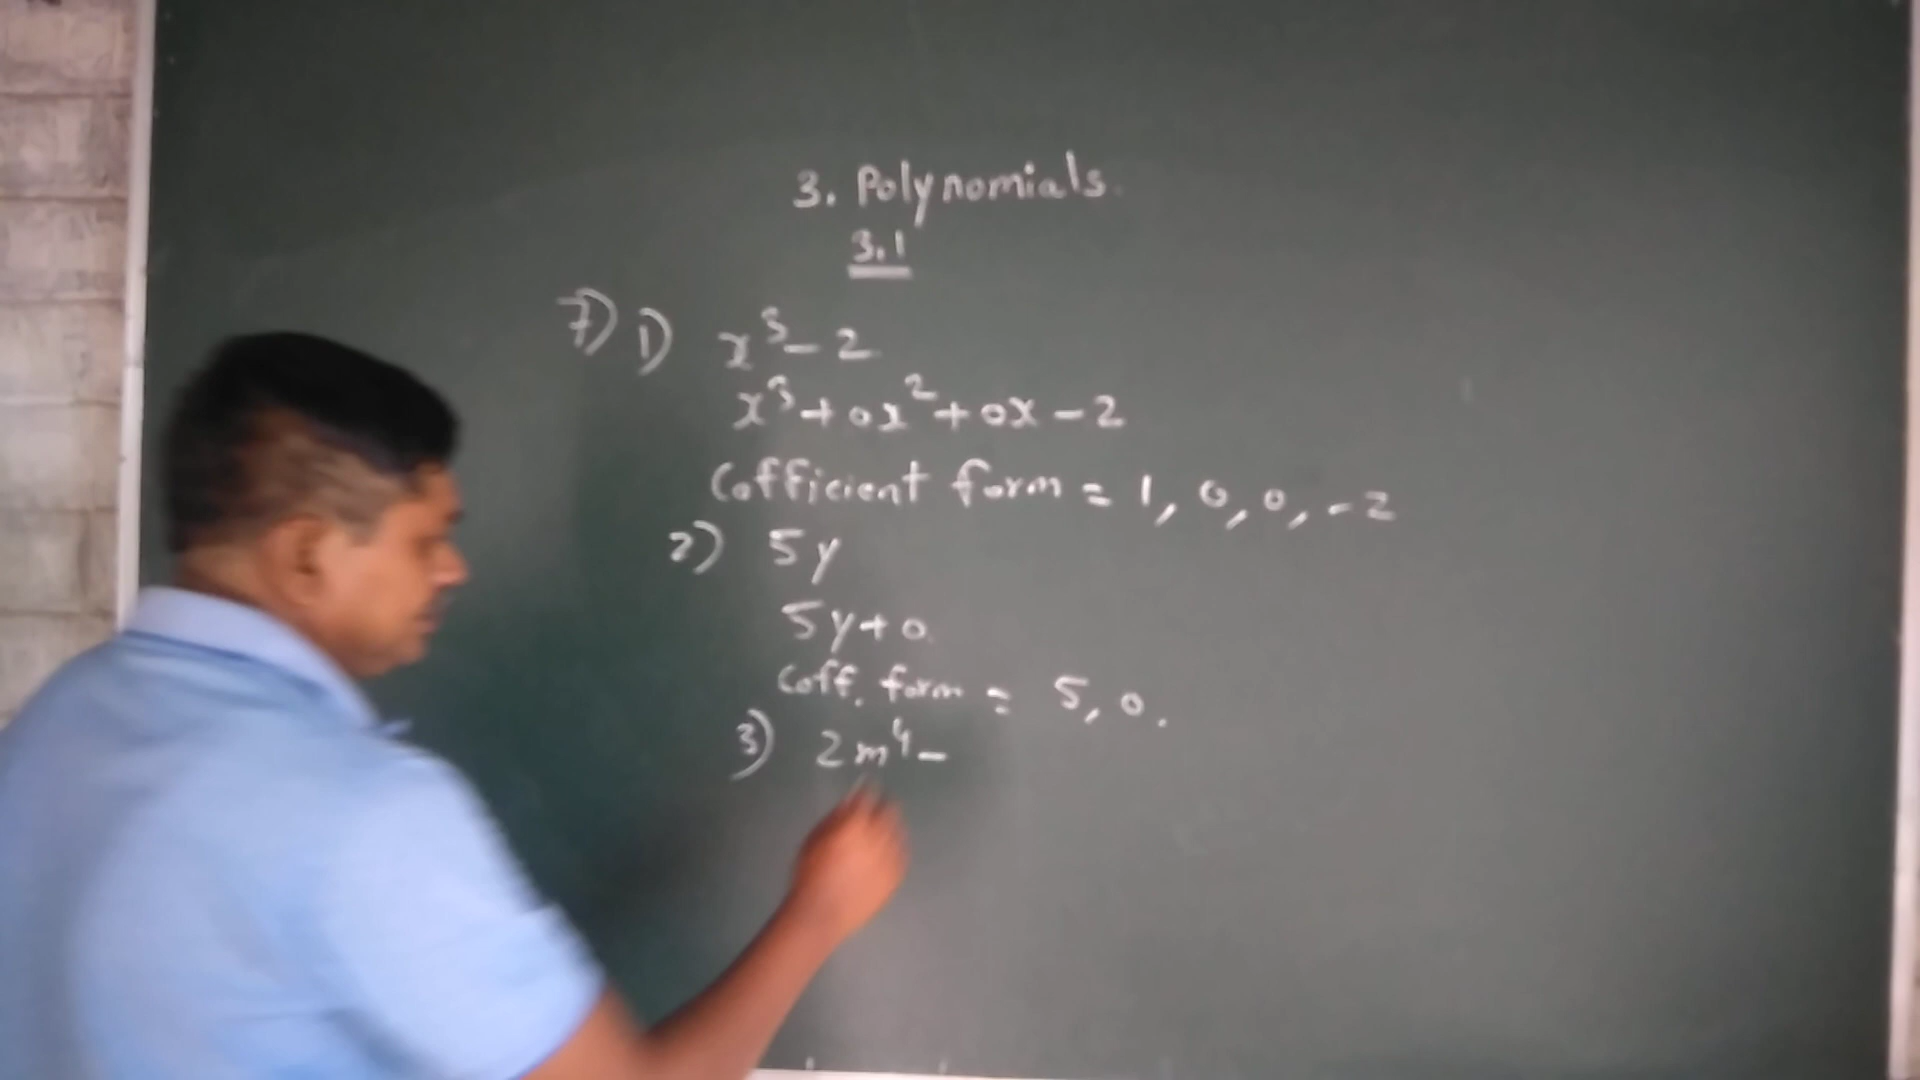 3. Polynomials.
3.1
7) 1) x³ - 2
x³ + 0x² + 0x - 2
Cofficient form = 1, 0, 0, -2
2) 5y
5y + 0.
Coff. form = 5, 0.
3) 2m⁴ -